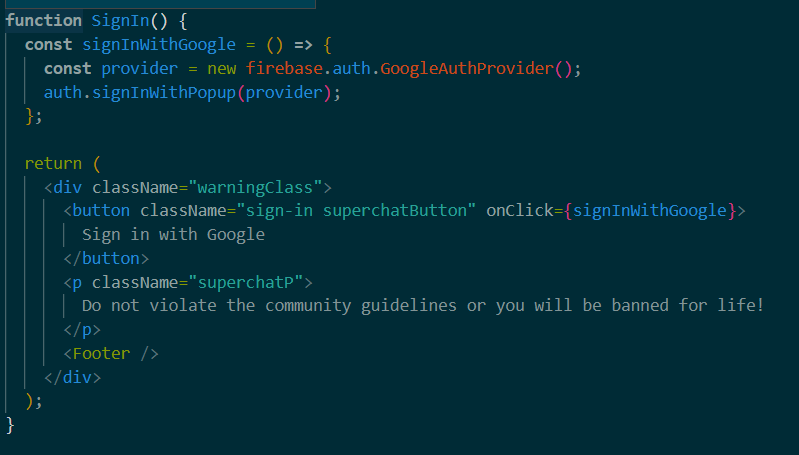 function SignIn() {
const signInWithGoogle = () => {
const provider = new firebase.auth.GoogleAuthProvider();
auth.signInWithPopup(provider);
};
return (
<div className="warningClass">
<button className="sign-in superchatButton" onClick={signInWithGoogle}>
Sign in with Google
</button>
<p className="superchatP">
Do not violate the community guidelines or you will be banned for life!
</p>
<Footer />
</div>
);
}